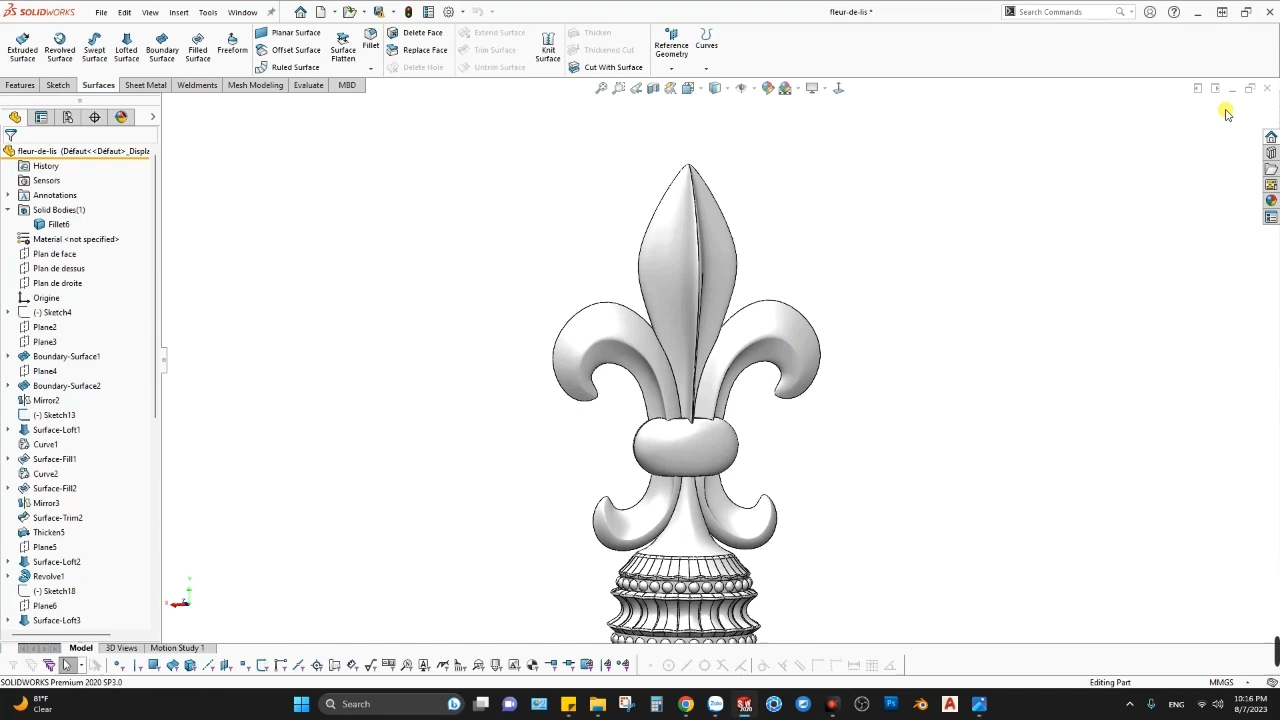 SOLIDWORKS File Edit View Insert Tools Window fleur-de-lis * Search Commands
Extruded Surface Revolved Surface Swept Surface Lofted Surface Boundary Surface Filled Surface Freeform
Planar Surface
Offset Surface
Ruled Surface
Surface Flatten
Fillet
Delete Face
Replace Face
Delete Hole
Extend Surface
Trim Surface
Untrim Surface
Knit Surface
Thicken
Thickened Cut
Cut With Surface
Reference Geometry
Curves
Features Sketch Surfaces Sheet Metal Weldments Mesh Modeling Evaluate MBD
fleur-de-lis (Défaut<<Défaut>_Displa
History
Sensors
Annotations
Solid Bodies(1)
Fillet6
Material <not specified>
Plan de face
Plan de dessus
Plan de droite
Origine
(-) Sketch4
Plane2
Plane3
Boundary-Surface1
Plane4
Boundary-Surface2
Mirror2
(-) Sketch13
Surface-Loft1
Curve1
Surface-Fill1
Curve2
Surface-Fill2
Mirror3
Surface-Trim2
Thicken5
Plane5
Surface-Loft2
Revolve1
(-) Sketch18
Plane6
Surface-Loft3
Y
X
Z
Model 3D Views Motion Study 1
SOLIDWORKS Premium 2020 SP3.0 Editing Part MMGS
81°F
Clear
Search
Zalo
2020
Ps
A
ENG
10:16 PM
8/7/2023